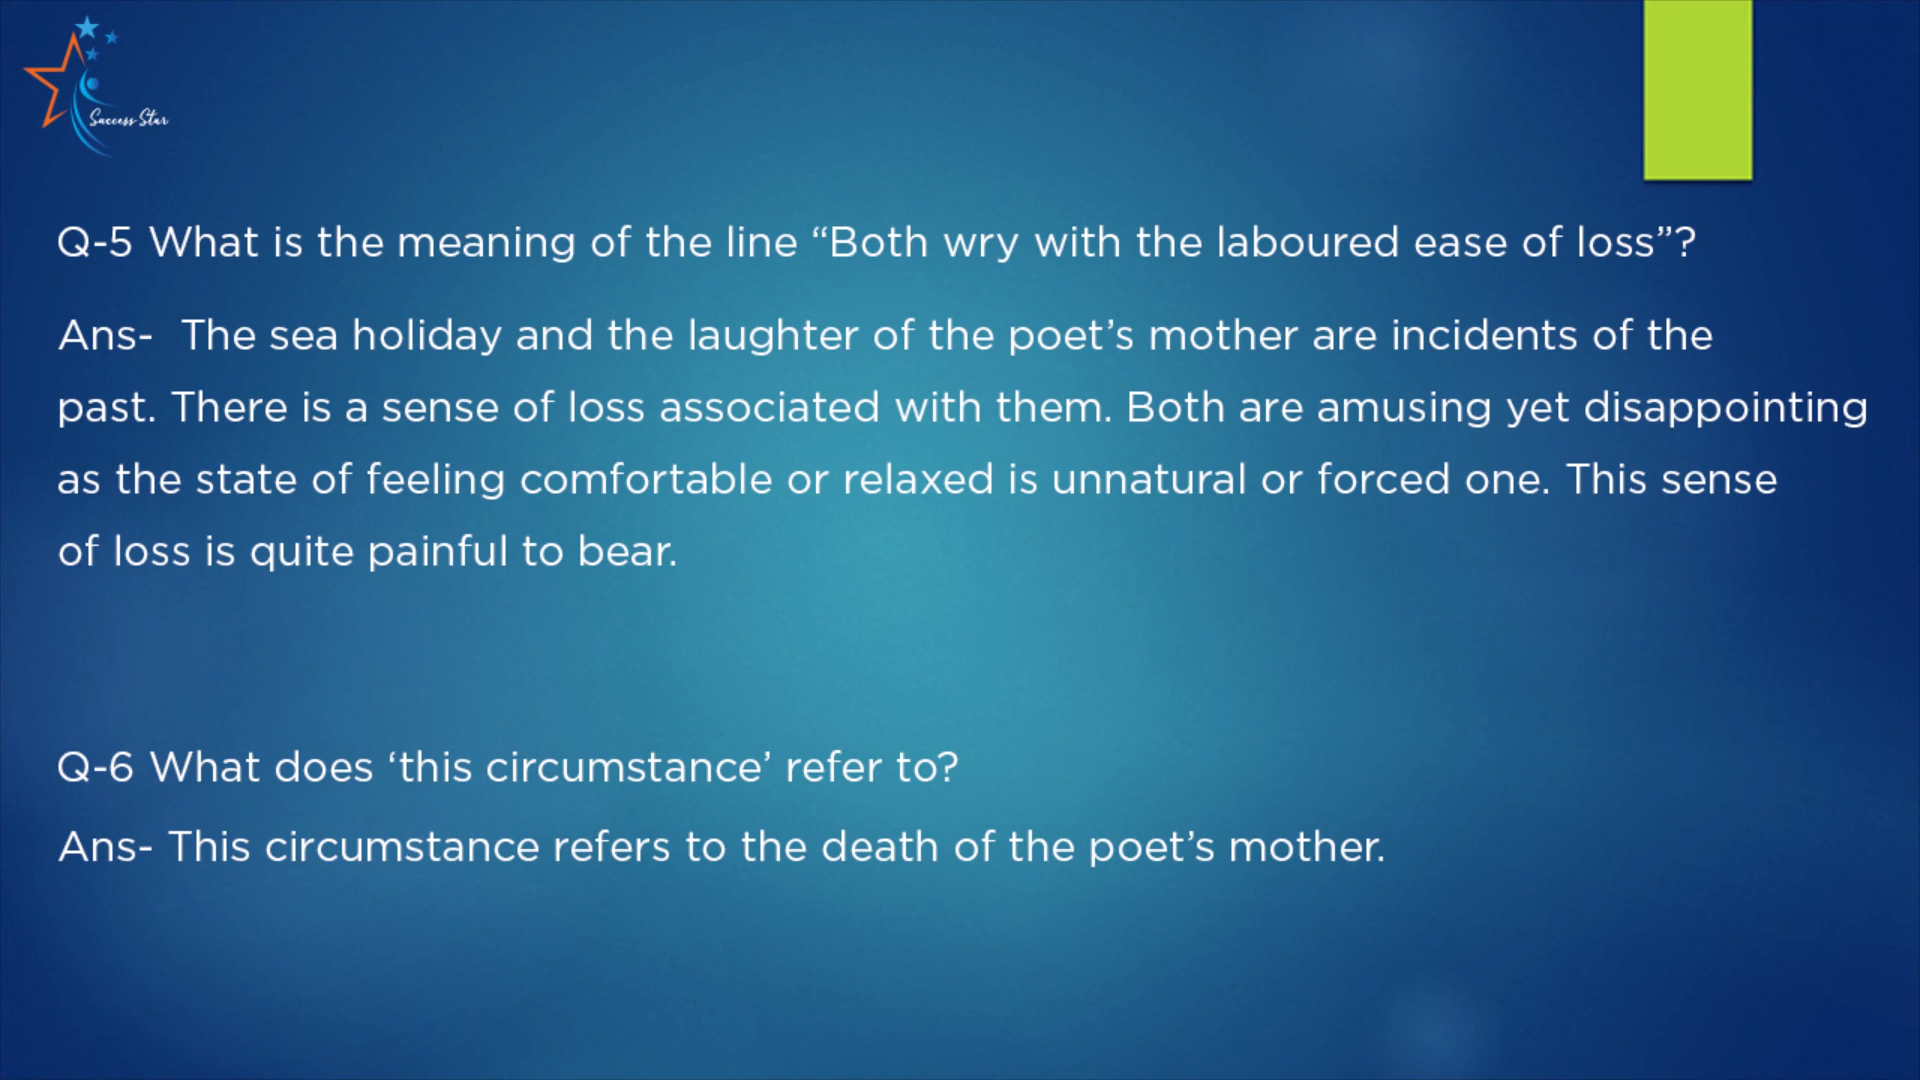 Success Star
Q-5 What is the meaning of the line “Both wry with the laboured ease of loss”?
Ans-  The sea holiday and the laughter of the poet’s mother are incidents of the
past. There is a sense of loss associated with them. Both are amusing yet disappointing
as the state of feeling comfortable or relaxed is unnatural or forced one. This sense
of loss is quite painful to bear.
Q-6 What does ‘this circumstance’ refer to?
Ans- This circumstance refers to the death of the poet’s mother.